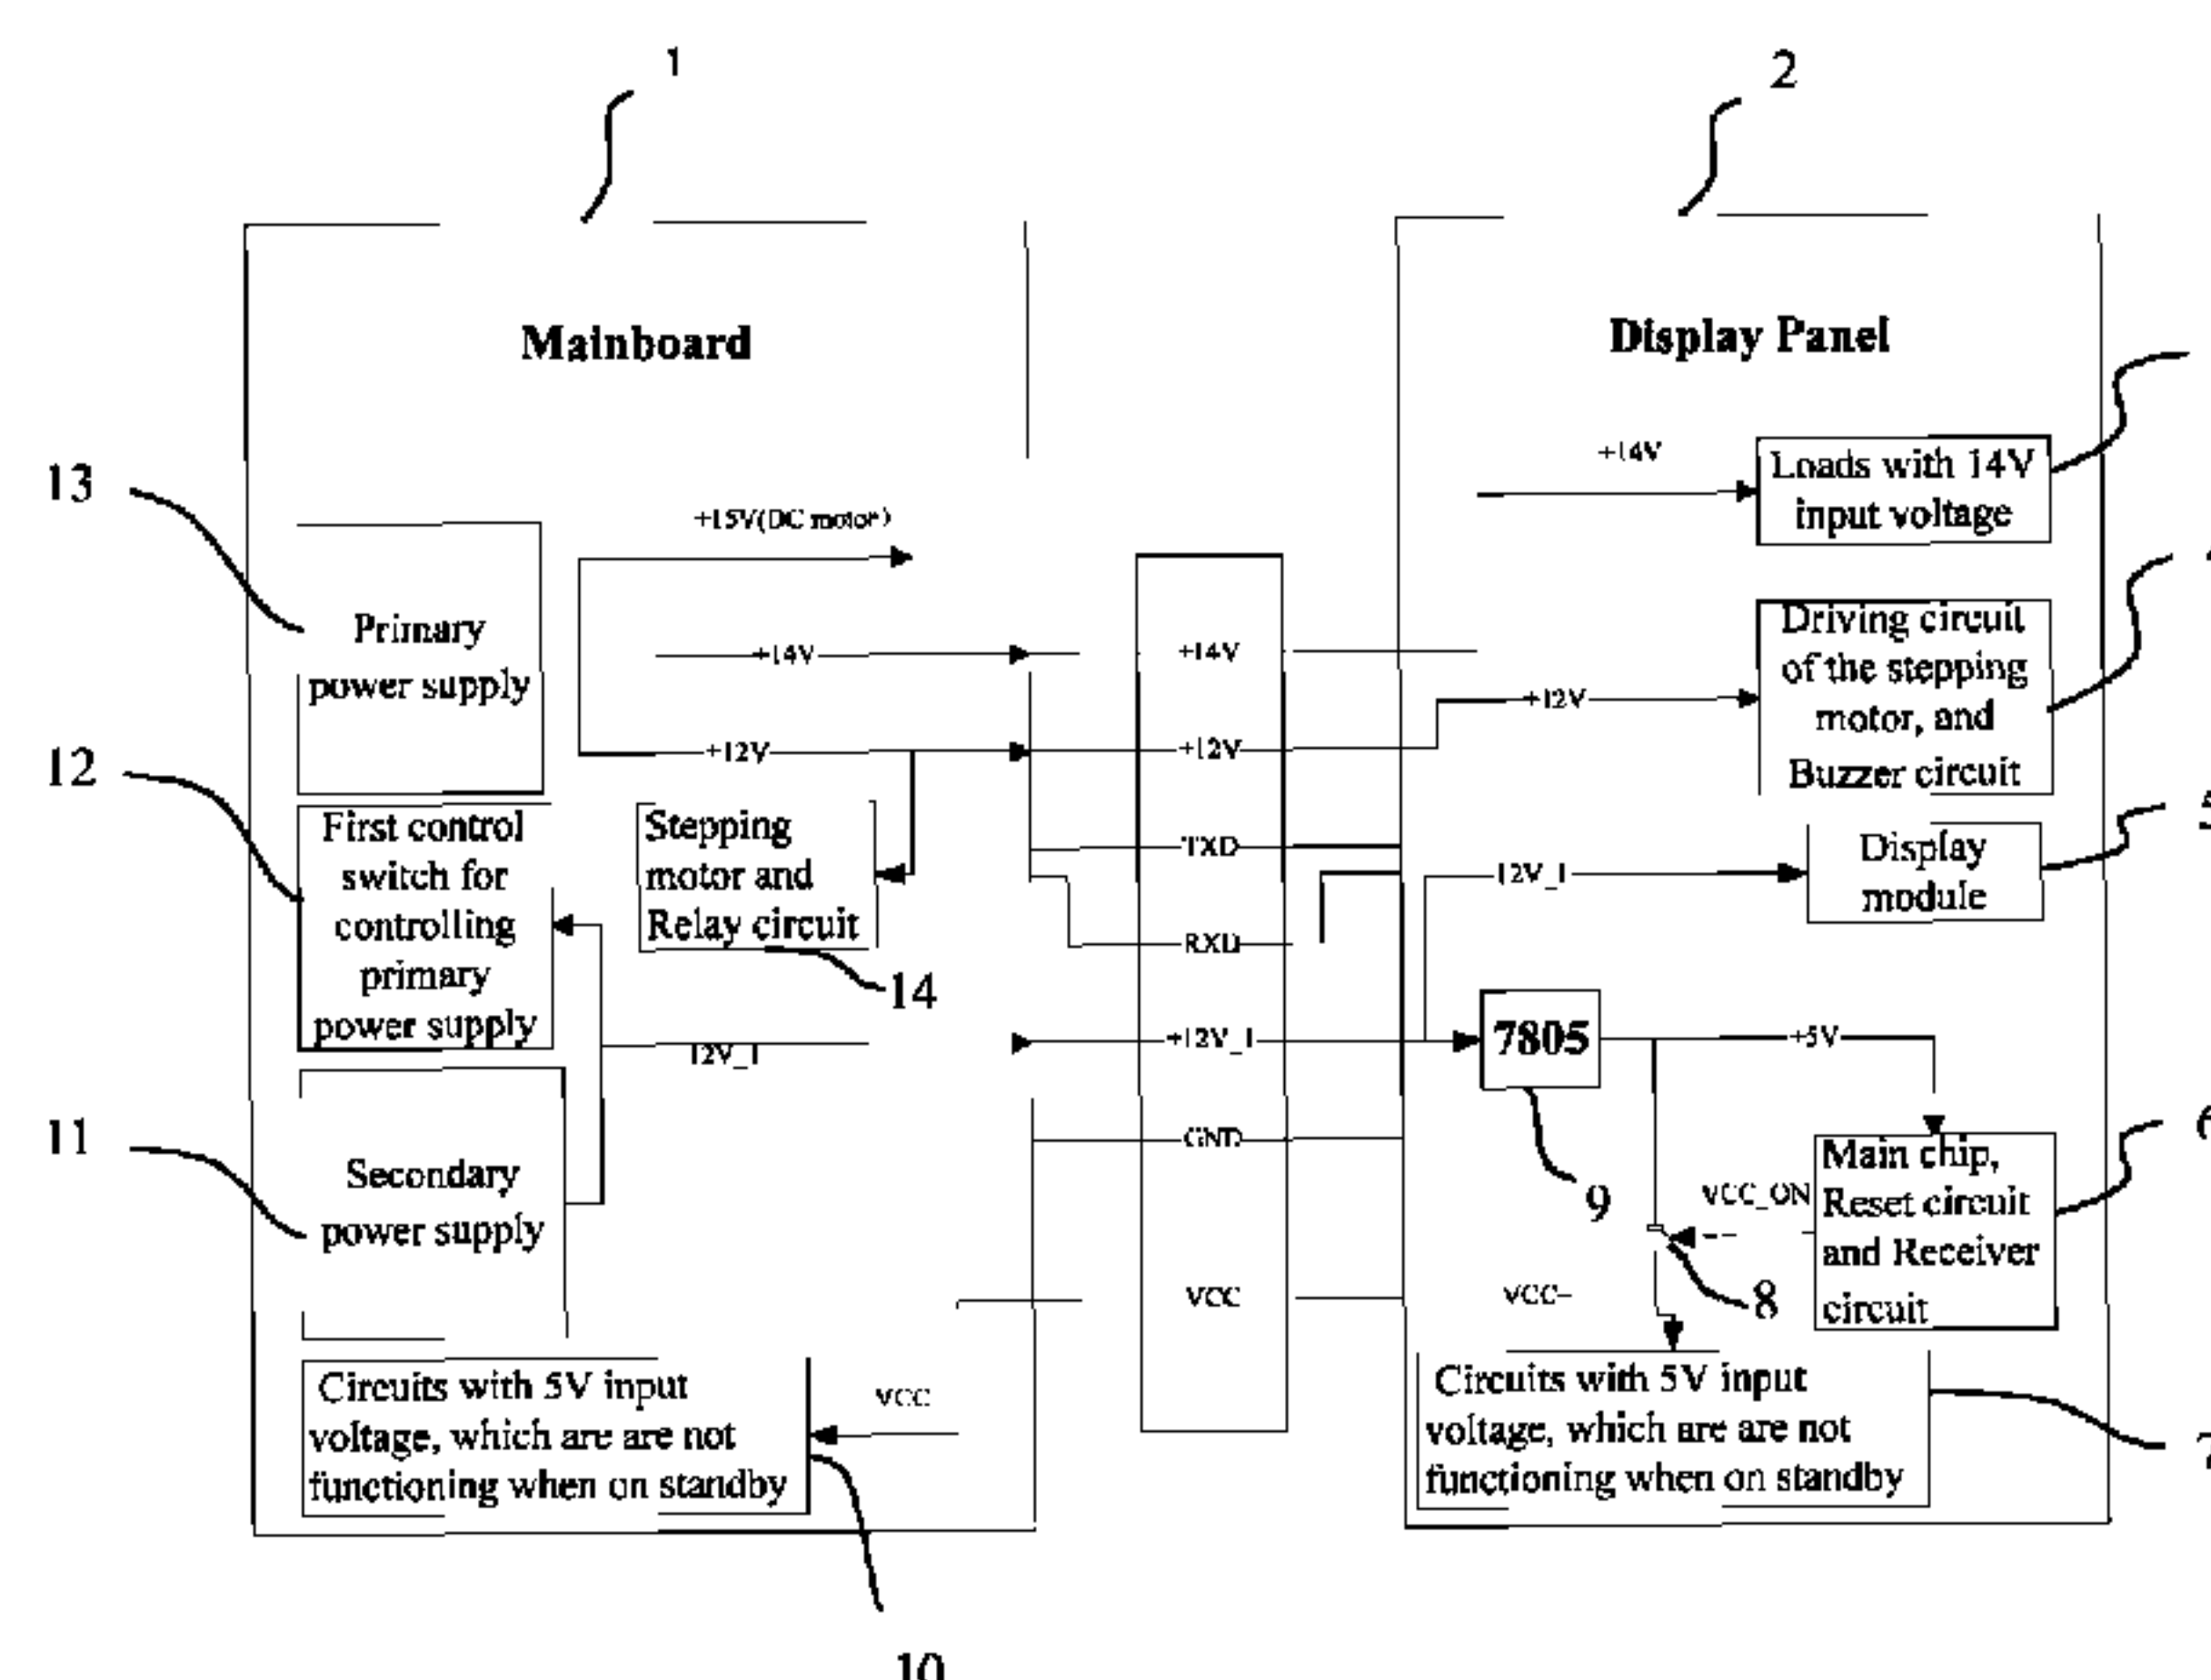 1
2
Mainboard
Display Panel
+14V
Loads with 14V
input voltage
13
+15V(DC motor)
Primary
power supply
+14V
+14V
Driving circuit
of the stepping
motor, and
Buzzer circuit
+12V
+12V
+12V
12
First control
switch for
controlling
primary
power supply
Stepping
motor and
Relay circuit
14
TXD
RXD
12V_1
Display
module
5
12V_1
+12V_1
7805
+5V
9
11
Secondary
power supply
GND
VCC_ON
Main chip,
Reset circuit
and Receiver
circuit
6
8
VCC
VCC-
Circuits with 5V input
voltage, which are are not
functioning when on standby
VCC
10
Circuits with 5V input
voltage, which are are not
functioning when on standby
7